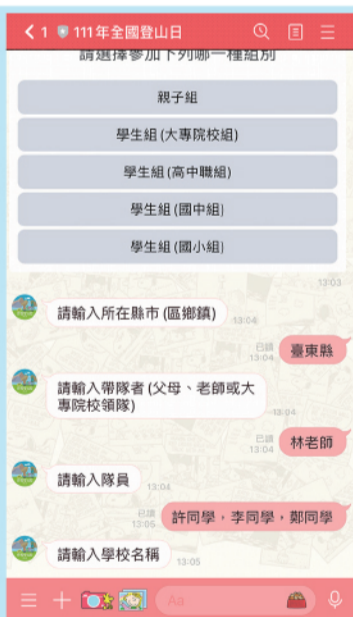 1 111年全國登山日
請選擇參加下列哪一種組別
親子組
學生組(大專院校組)
學生組(高中職組)
學生組(國中組)
學生組(國小組)
13:03
請輸入所在縣市(區鄉鎮)
13:04
已讀
13:04
臺東縣
請輸入帶隊者(父母、老師或大
專院校領隊)
13:04
已讀
13:04
林老師
請輸入隊員
13:04
已讀
13:05
許同學，李同學，鄭同學
請輸入學校名稱
13:05
Aa